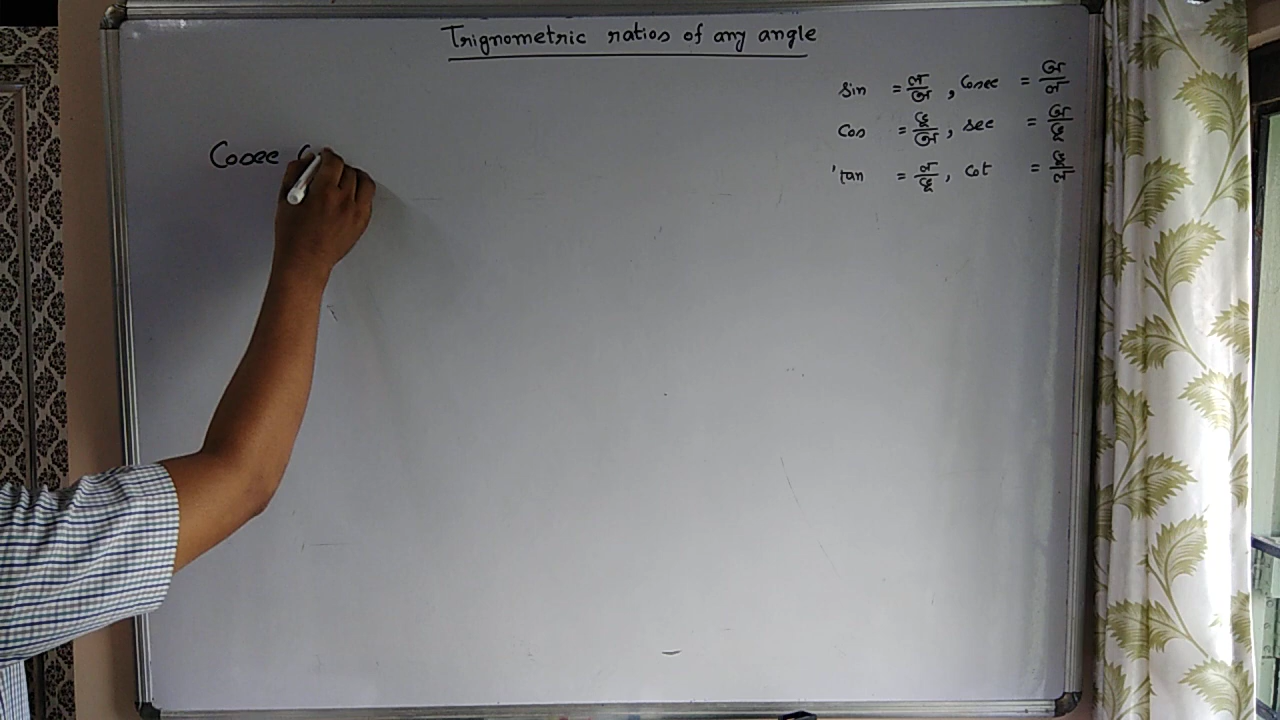 Trignometric ratios of any angle
sin = , Cosec =
Cos = , sec =
tan = , Cot =
Cosec